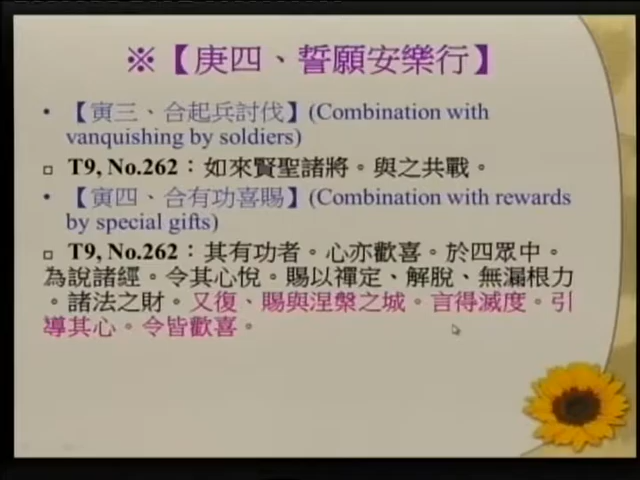 ※【庚四、誓願安樂行】
• 【寅三、合起兵討伐】(Combination with
vanquishing by soldiers)
□ T9, No.262：如來賢聖諸將。與之共戰。
• 【寅四、合有功喜賜】(Combination with rewards
by special gifts)
□ T9, No.262：其有功者。心亦歡喜。於四眾中。
為說諸經。令其心悅。賜以禪定、解脫、無漏根力
。諸法之財。又復、賜與涅槃之城。言得滅度。引
導其心。令皆歡喜。